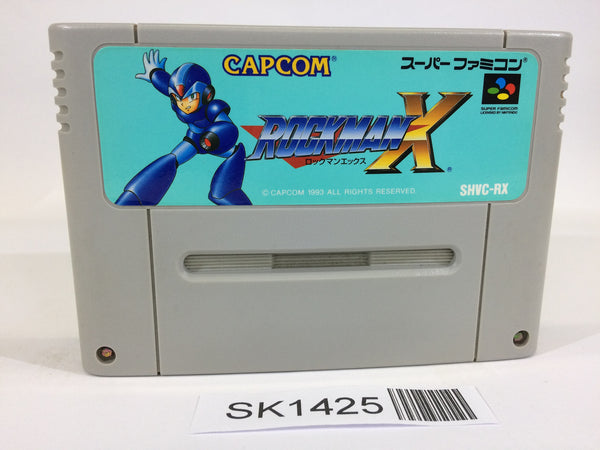 CAPCOM®
スーパーファミコン®
SUPER FAMICOM
LICENSED BY NINTENDO
ROCKMAN X®
ロックマンエックス
© CAPCOM 1993 ALL RIGHTS RESERVED.
SHVC-RX
SK1425